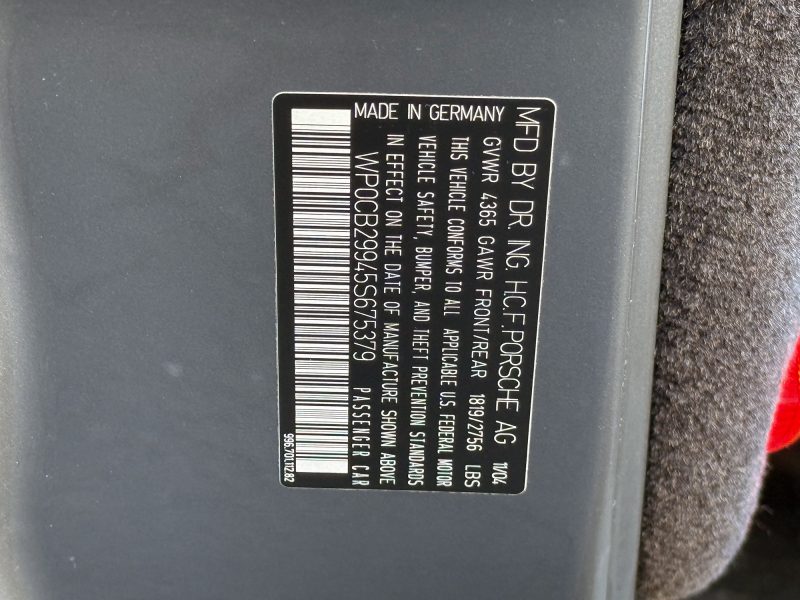 MFD BY DR. ING. H.C.F. PORSCHE AG 11/04
GVWR 4365 GAWR FRONT/REAR 1819/2756 LBS
THIS VEHICLE CONFORMS TO ALL APPLICABLE U.S. FEDERAL MOTOR
VEHICLE SAFETY, BUMPER, AND THEFT PREVENTION STANDARDS
IN EFFECT ON THE DATE OF MANUFACTURE SHOWN ABOVE
WP0CB29945S675379 PASSENGER CAR
MADE IN GERMANY
996.701.112.82